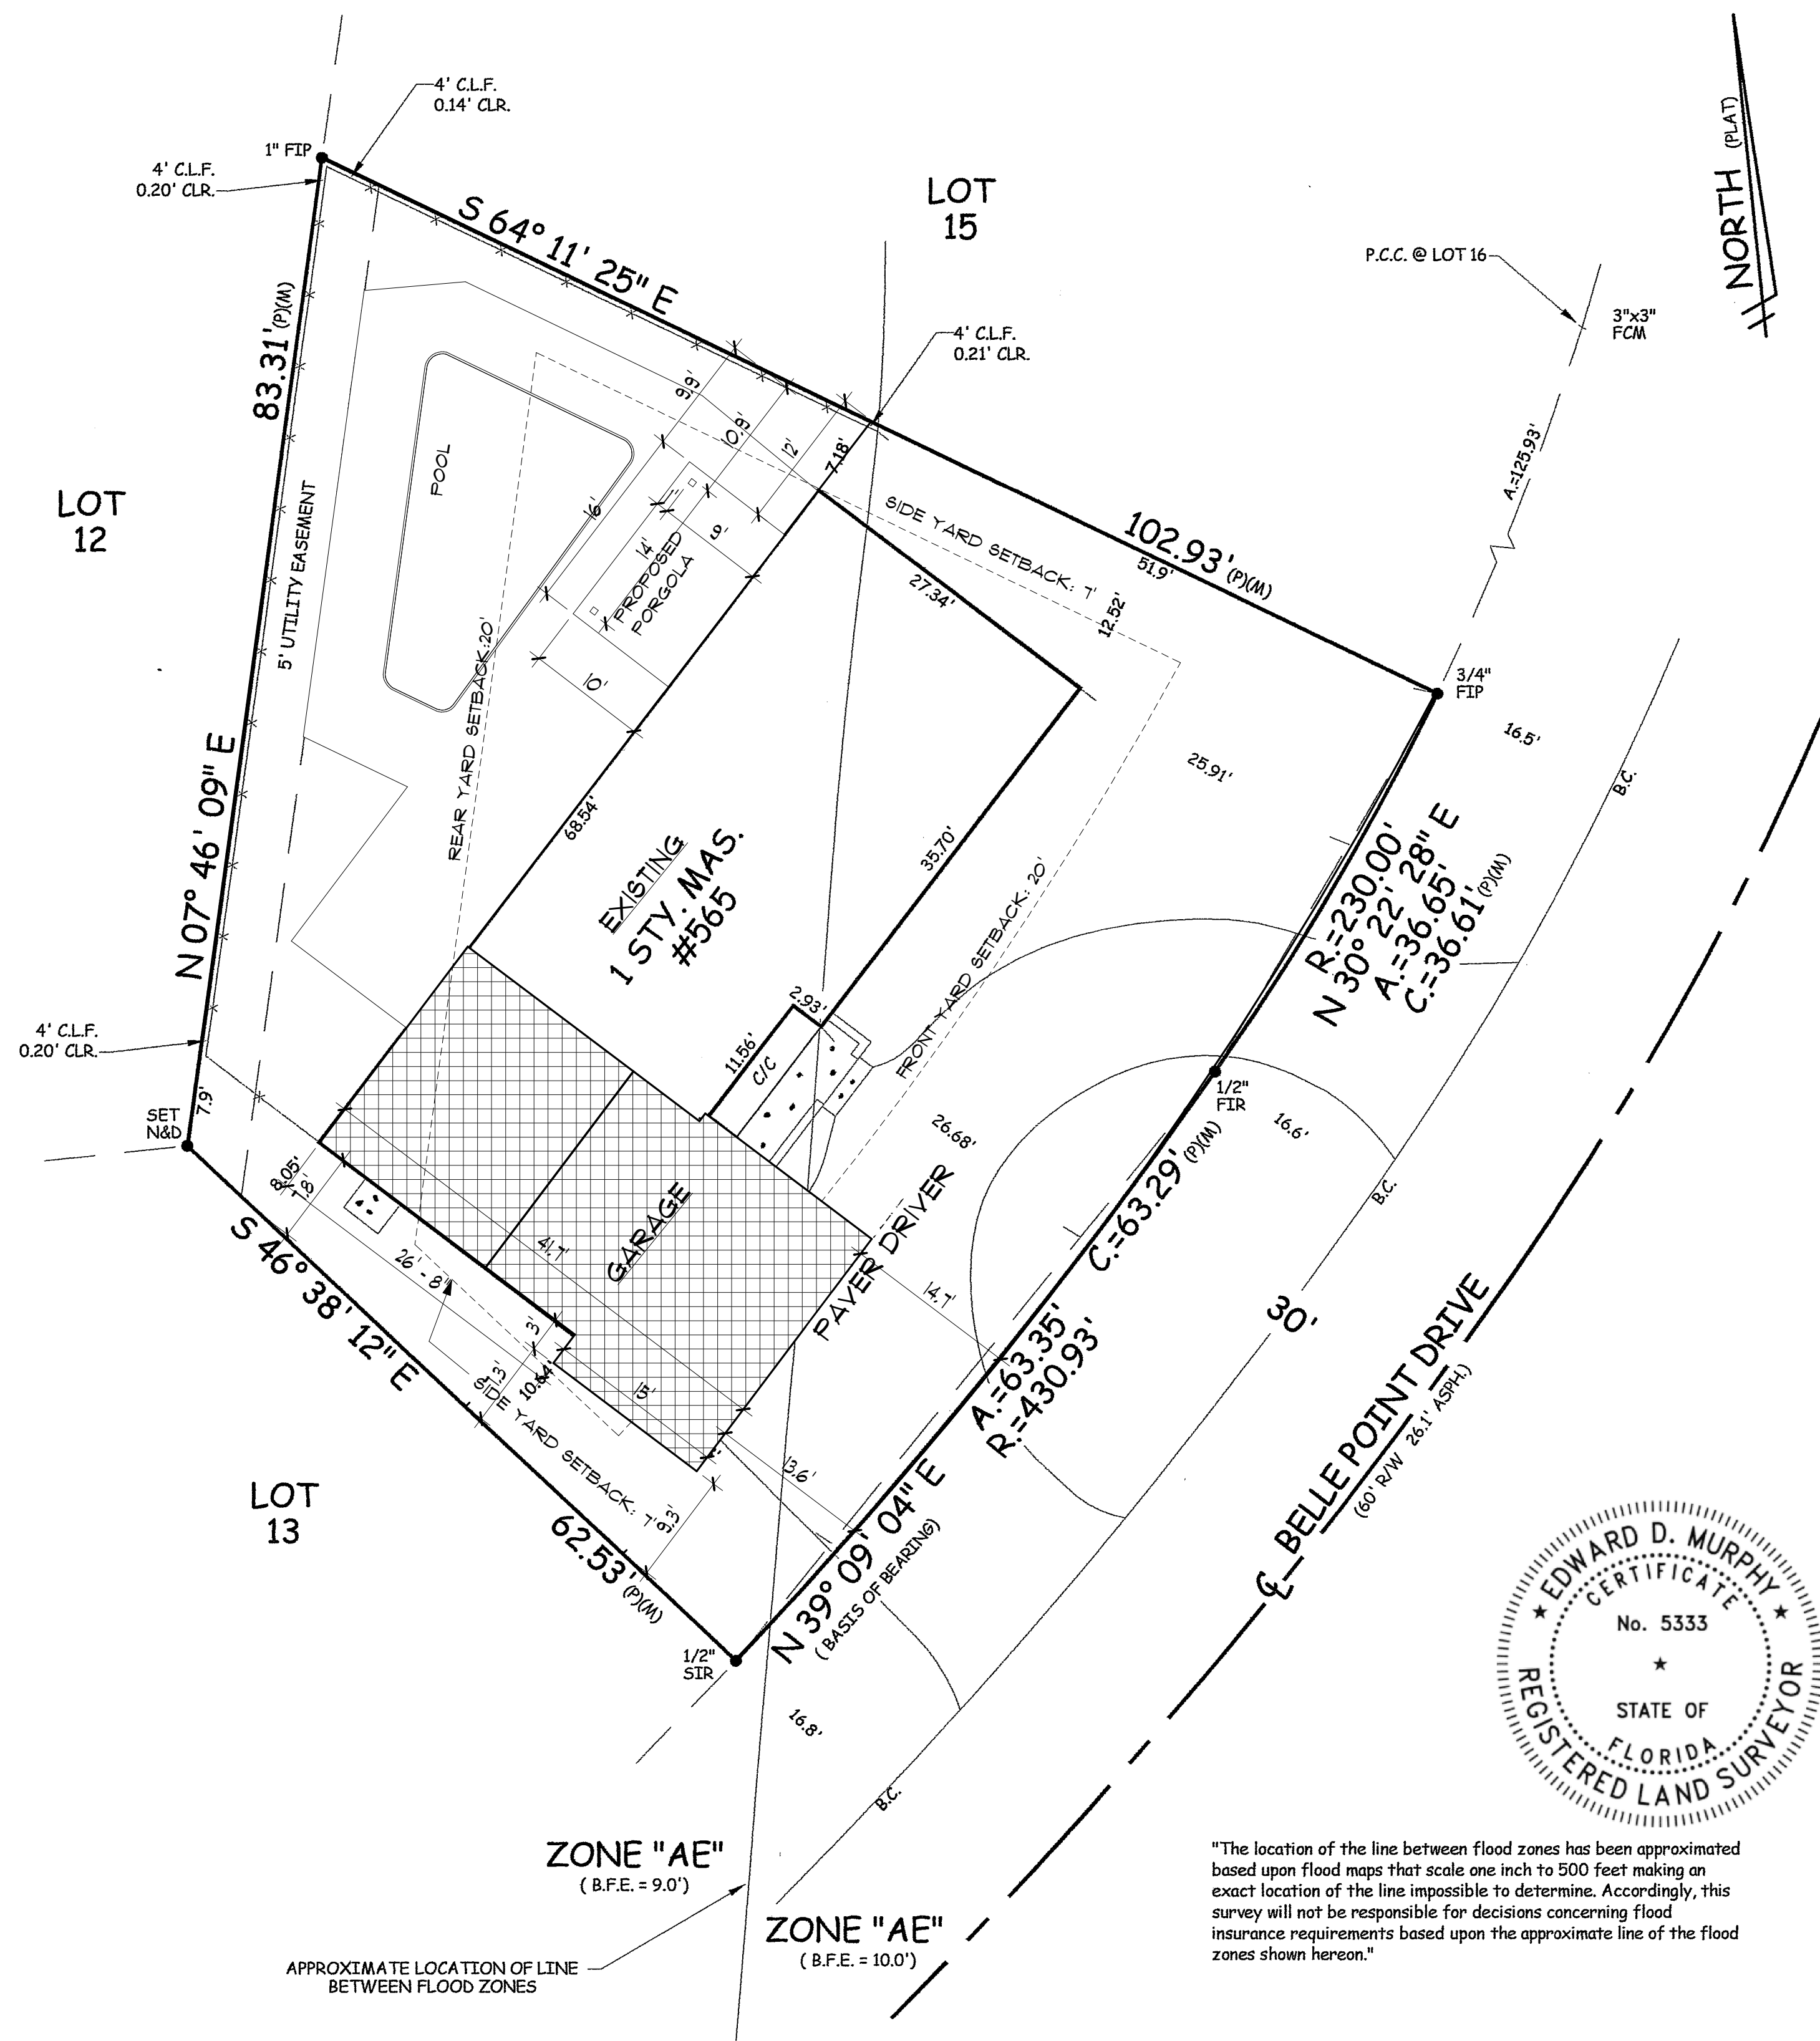 4' C.L.F.
0.14' CLR.
1" FIP
4' C.L.F.
0.20' CLR.
LOT
15
NORTH (PLAT)
S 64° 11' 25" E
P.C.C. @ LOT 16
3"x3"
FCM
4' C.L.F.
0.21' CLR.
83.31' (P)(M)
9.9'
10.9'
12'
7.18'
A.=125.93'
POOL
LOT
12
5' UTILITY EASEMENT
16'
14'
9'
PROPOSED
PORGOLA
SIDE YARD SETBACK: 7'
102.93' (P)(M)
51.9'
27.34'
12.52'
REAR YARD SETBACK:20'
10'
3/4"
FIP
16.5'
25.91'
B.C.
N 07° 46' 09" E
68.54'
EXISTING
1 STY. MAS.
#565
35.70'
FRONT YARD SETBACK: 20'
R.=230.00'
N 30° 22' 28" E
A.=36.65'
C.=36.61' (P)(M)
2.93'
11.56'
C/C
4' C.L.F.
0.20' CLR.
7.9'
SET
N&D
1/2"
FIR
16.6'
26.68'
C.=63.29' (P)(M)
B.C.
8.05'
7.8'
S 46° 38' 12" E
26' - 8"
41.7'
GARAGE
PAVER DRIVER
14.7'
3'
10.64'
15'
SIDE YARD SETBACK: 7'
A.=63.35'
R.=430.93'
30'
BELLE POINT DRIVE
(60' R/W 26.1' ASPH.)
13.6'
9.3'
LOT
13
62.53' (P)(M)
N 39° 09' 04" E
( BASIS OF BEARING)
1/2"
SIR
16.8'
B.C.
EDWARD D. MURPHY
CERTIFICATE
No. 5333
STATE OF
FLORIDA
REGISTERED LAND SURVEYOR
ZONE "AE"
( B.F.E. = 9.0')
ZONE "AE"
( B.F.E. = 10.0')
APPROXIMATE LOCATION OF LINE
BETWEEN FLOOD ZONES
"The location of the line between flood zones has been approximated
based upon flood maps that scale one inch to 500 feet making an
exact location of the line impossible to determine. Accordingly, this
survey will not be responsible for decisions concerning flood
insurance requirements based upon the approximate line of the flood
zones shown hereon."